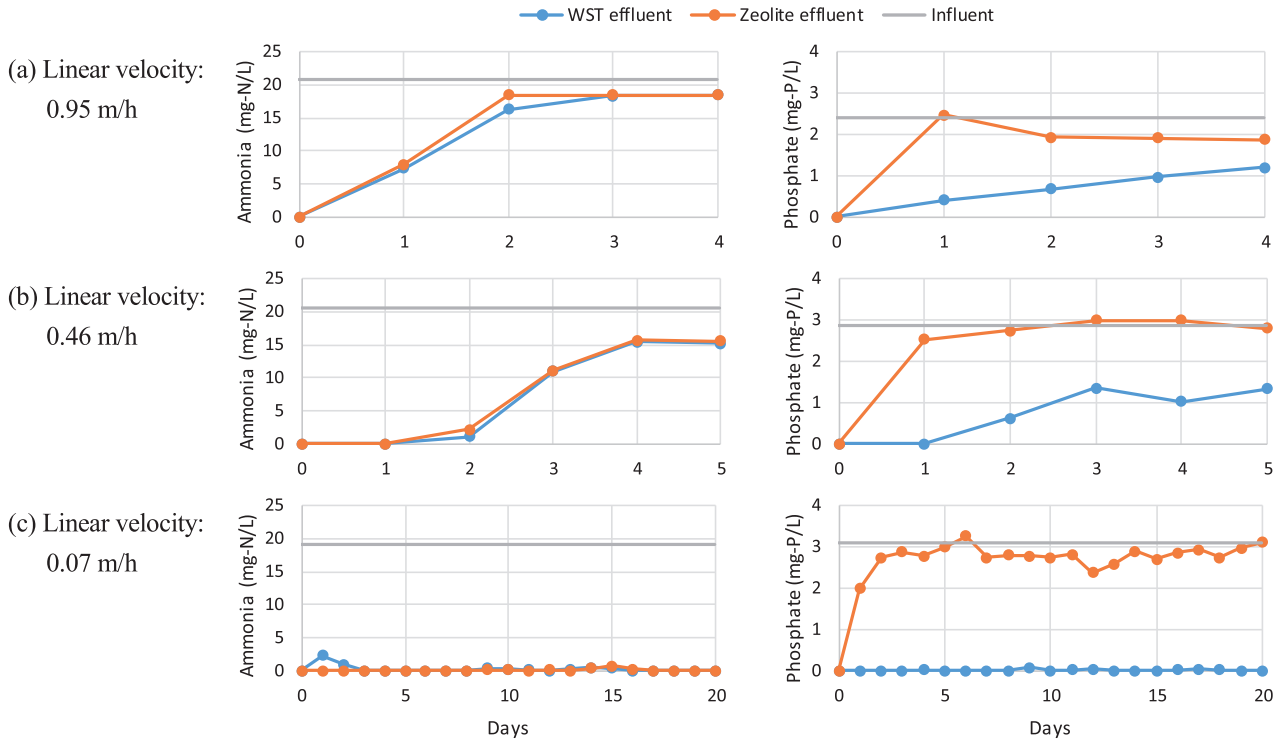 WST effluent Zeolite effluent Influent
(a) Linear velocity:
0.95 m/h
Ammonia (mg-N/L)
25
20
15
10
5
0
0 1 2 3 4
Phosphate (mg-P/L)
4
3
2
1
0
0 1 2 3 4
(b) Linear velocity:
0.46 m/h
Ammonia (mg-N/L)
25
20
15
10
5
0
0 1 2 3 4 5
Phosphate (mg-P/L)
4
3
2
1
0
0 1 2 3 4 5
(c) Linear velocity:
0.07 m/h
Ammonia (mg-N/L)
25
20
15
10
5
0
0 5 10 15 20
Days
Phosphate (mg-P/L)
4
3
2
1
0
0 5 10 15 20
Days